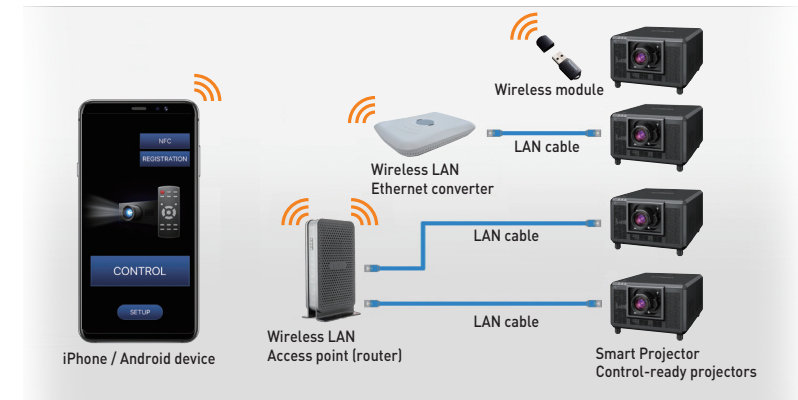 Wireless module
NFC
REGISTRATION
LAN cable
Wireless LAN
Ethernet converter
LAN cable
CONTROL
SETUP
LAN cable
Wireless LAN
Access point (router)
iPhone / Android device
Smart Projector
Control-ready projectors